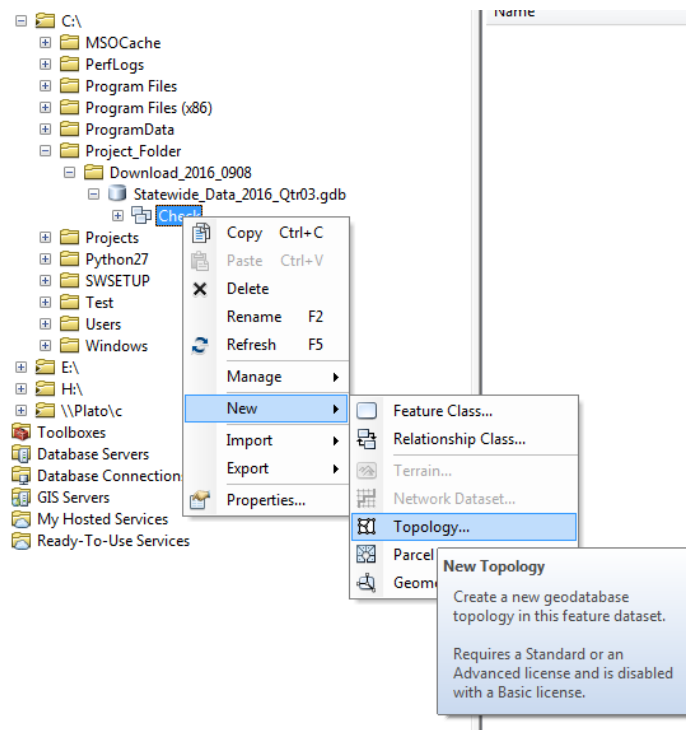 Name
C:\
MSOCache
PerfLogs
Program Files
Program Files (x86)
ProgramData
Project_Folder
Download_2016_0908
Statewide_Data_2016_Qtr03.gdb
Check
Projects
Python27
SWSETUP
Test
Users
Windows
E:\
H:\
\\Plato\c
Toolboxes
Database Servers
Database Connection
GIS Servers
My Hosted Services
Ready-To-Use Services
Copy Ctrl+C
Paste Ctrl+V
Delete
Rename F2
Refresh F5
Manage
New
Import
Export
Properties...
Feature Class...
Relationship Class...
Terrain...
Network Dataset...
Topology...
Parcel
Geom
New Topology
Create a new geodatabase
topology in this feature dataset.
Requires a Standard or an
Advanced license and is disabled
with a Basic license.